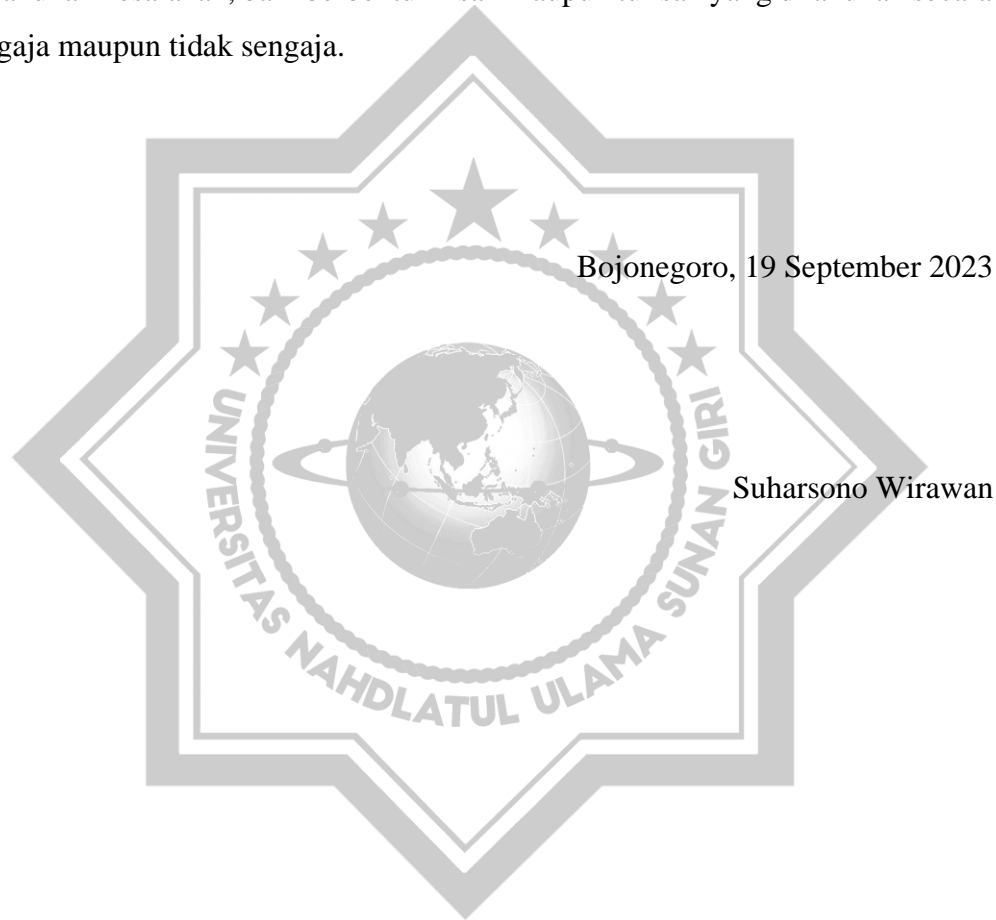 gaja maupun tidak sengaja.
Bojonegoro, 19 September 2023
Suharsono Wirawan
UNIVERSITAS NAHDLATUL ULAMA SUNAN GIRI